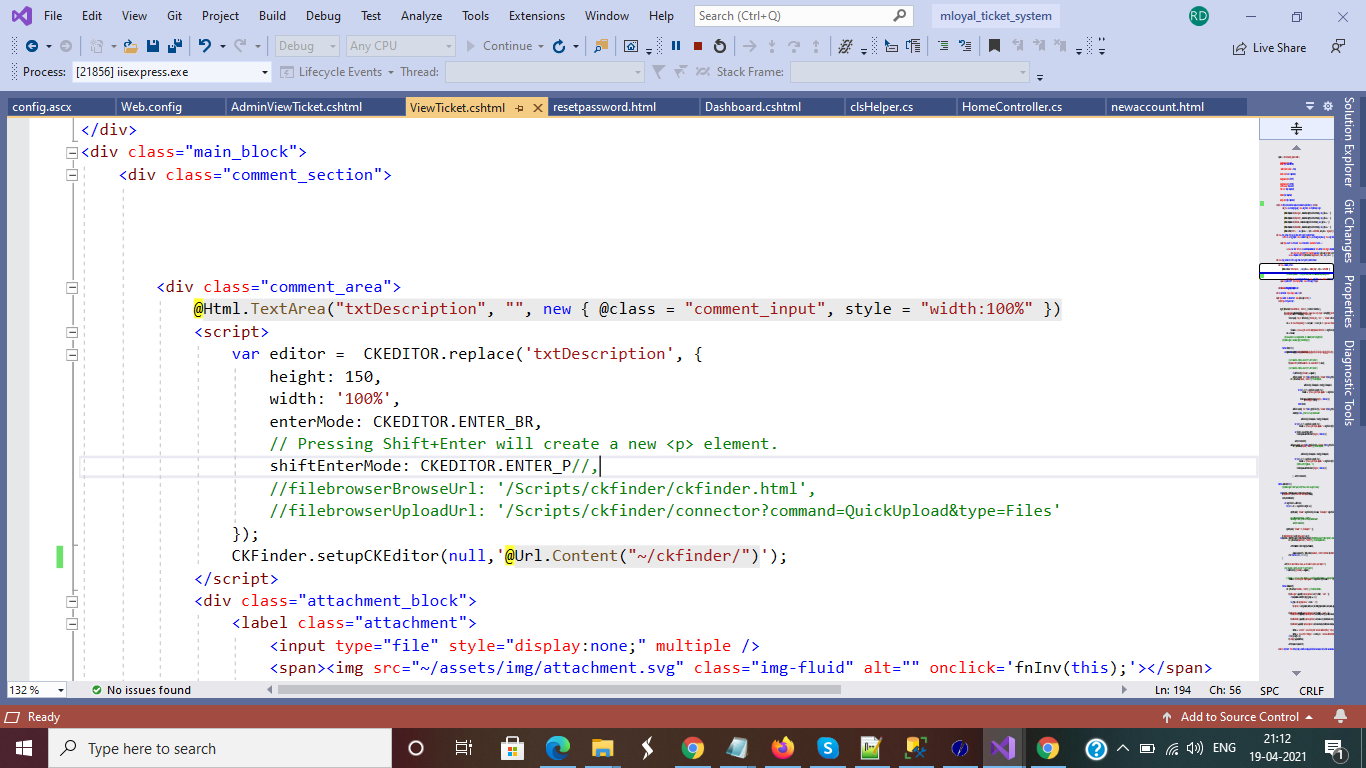 File Edit View Git Project Build Debug Test Analyze Tools Extensions Window Help Search (Ctrl+Q) mloyal_ticket_system RD
Debug Any CPU Continue Live Share
Process: [21856] iisexpress.exe Lifecycle Events Thread: Stack Frame:
config.ascx Web.config AdminViewTicket.cshtml ViewTicket.cshtml resetpassword.html Dashboard.cshtml clsHelper.cs HomeController.cs newaccount.html
</div>
<div class="main_block">
<div class="comment_section">
<div class="comment_area">
@Html.TextArea("txtDescription", "", new { @class = "comment_input", style = "width:100%" })
<script>
var editor =  CKEDITOR.replace('txtDescription', {
height: 150,
width: '100%',
enterMode: CKEDITOR.ENTER_BR,
// Pressing Shift+Enter will create a new <p> element.
shiftEnterMode: CKEDITOR.ENTER_P//,
//filebrowserBrowseUrl: '/Scripts/ckfinder/ckfinder.html',
//filebrowserUploadUrl: '/Scripts/ckfinder/connector?command=QuickUpload&type=Files'
});
CKFinder.setupCKEditor(null,'@Url.Content("~/ckfinder/")');
</script>
<div class="attachment_block">
<label class="attachment">
<input type="file" style="display:none;" multiple />
<span><img src="~/assets/img/attachment.svg" class="img-fluid" alt="" onclick='fnInv(this);'></span>
Solution Explorer
Git Changes
Properties
Diagnostic Tools
132 % No issues found Ln: 194 Ch: 56 SPC CRLF
Ready Add to Source Control
Type here to search ENG 21:12
19-04-2021 1